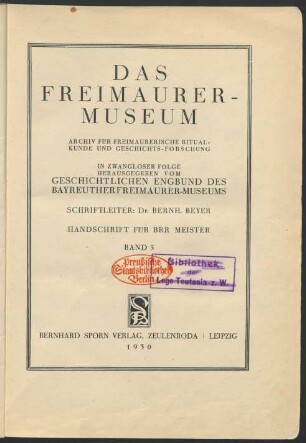 DAS
FREIMAURER-
MUSEUM
ARCHIV FÜR FREIMAURERISCHE RITUAL-
KUNDE UND GESCHICHTS-FORSCHUNG
IN ZWANGLOSER FOLGE
HERAUSGEGEBEN VOM
GESCHICHTLICHEN ENGBUND DES
BAYREUTHER FREIMAURER-MUSEUMS
SCHRIFTLEITER: Dr. BERNH. BEYER
HANDSCHRIFT FÜR BRR MEISTER
BAND 5
Preußische
Staatsbibliothek
Berlin
Bibliothek
der
Loge Teutonia z. W.
BERNHARD SPORN VERLAG, ZEULENRODA / LEIPZIG
1930